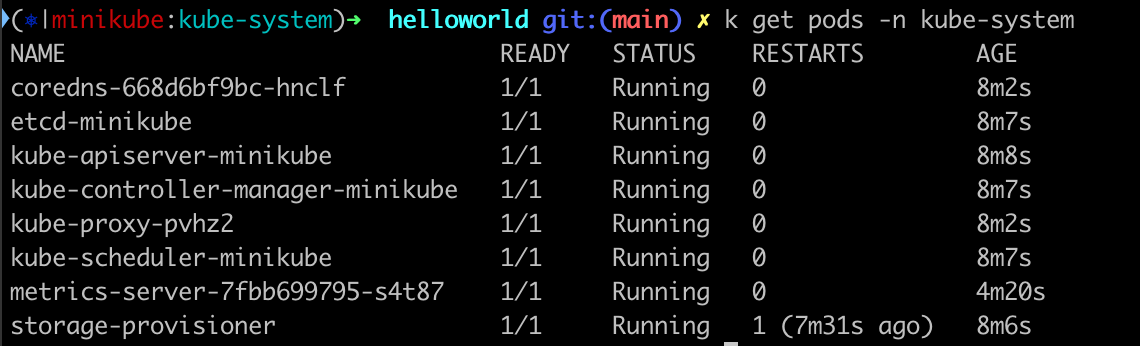 (⎈|minikube:kube-system)➜ helloworld git:(main) ✗ k get pods -n kube-system
NAME READY STATUS RESTARTS AGE
coredns-668d6bf9bc-hnclf 1/1 Running 0 8m2s
etcd-minikube 1/1 Running 0 8m7s
kube-apiserver-minikube 1/1 Running 0 8m8s
kube-controller-manager-minikube 1/1 Running 0 8m7s
kube-proxy-pvhz2 1/1 Running 0 8m2s
kube-scheduler-minikube 1/1 Running 0 8m7s
metrics-server-7fbb699795-s4t87 1/1 Running 0 4m20s
storage-provisioner 1/1 Running 1 (7m31s ago) 8m6s